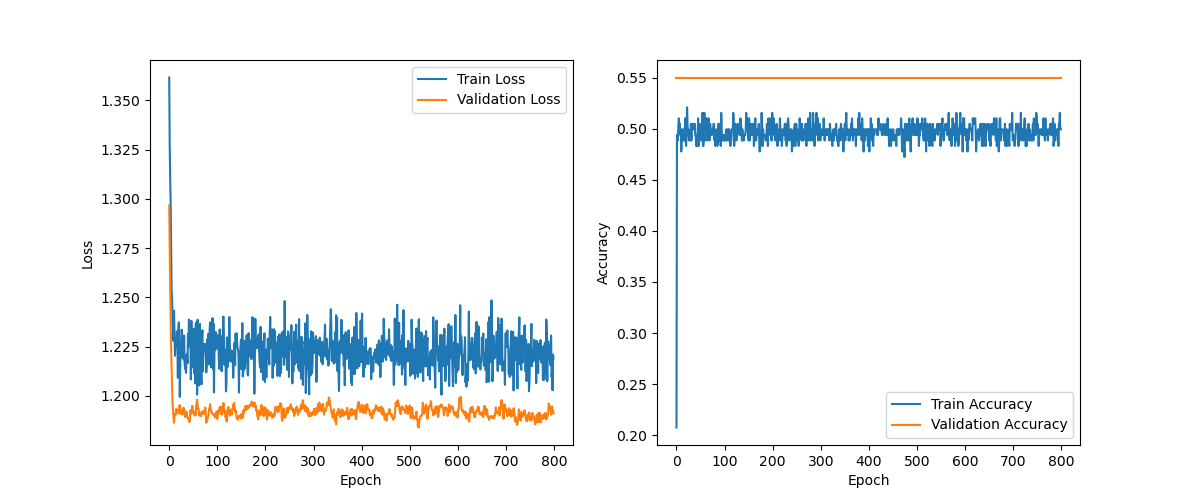 Train Loss
Validation Loss
1.350
1.325
1.300
1.275
1.250
1.225
1.200
Loss
0 100 200 300 400 500 600 700 800
Epoch
0.55
0.50
0.45
0.40
0.35
0.30
0.25
0.20
Accuracy
Train Accuracy
Validation Accuracy
0 100 200 300 400 500 600 700 800
Epoch